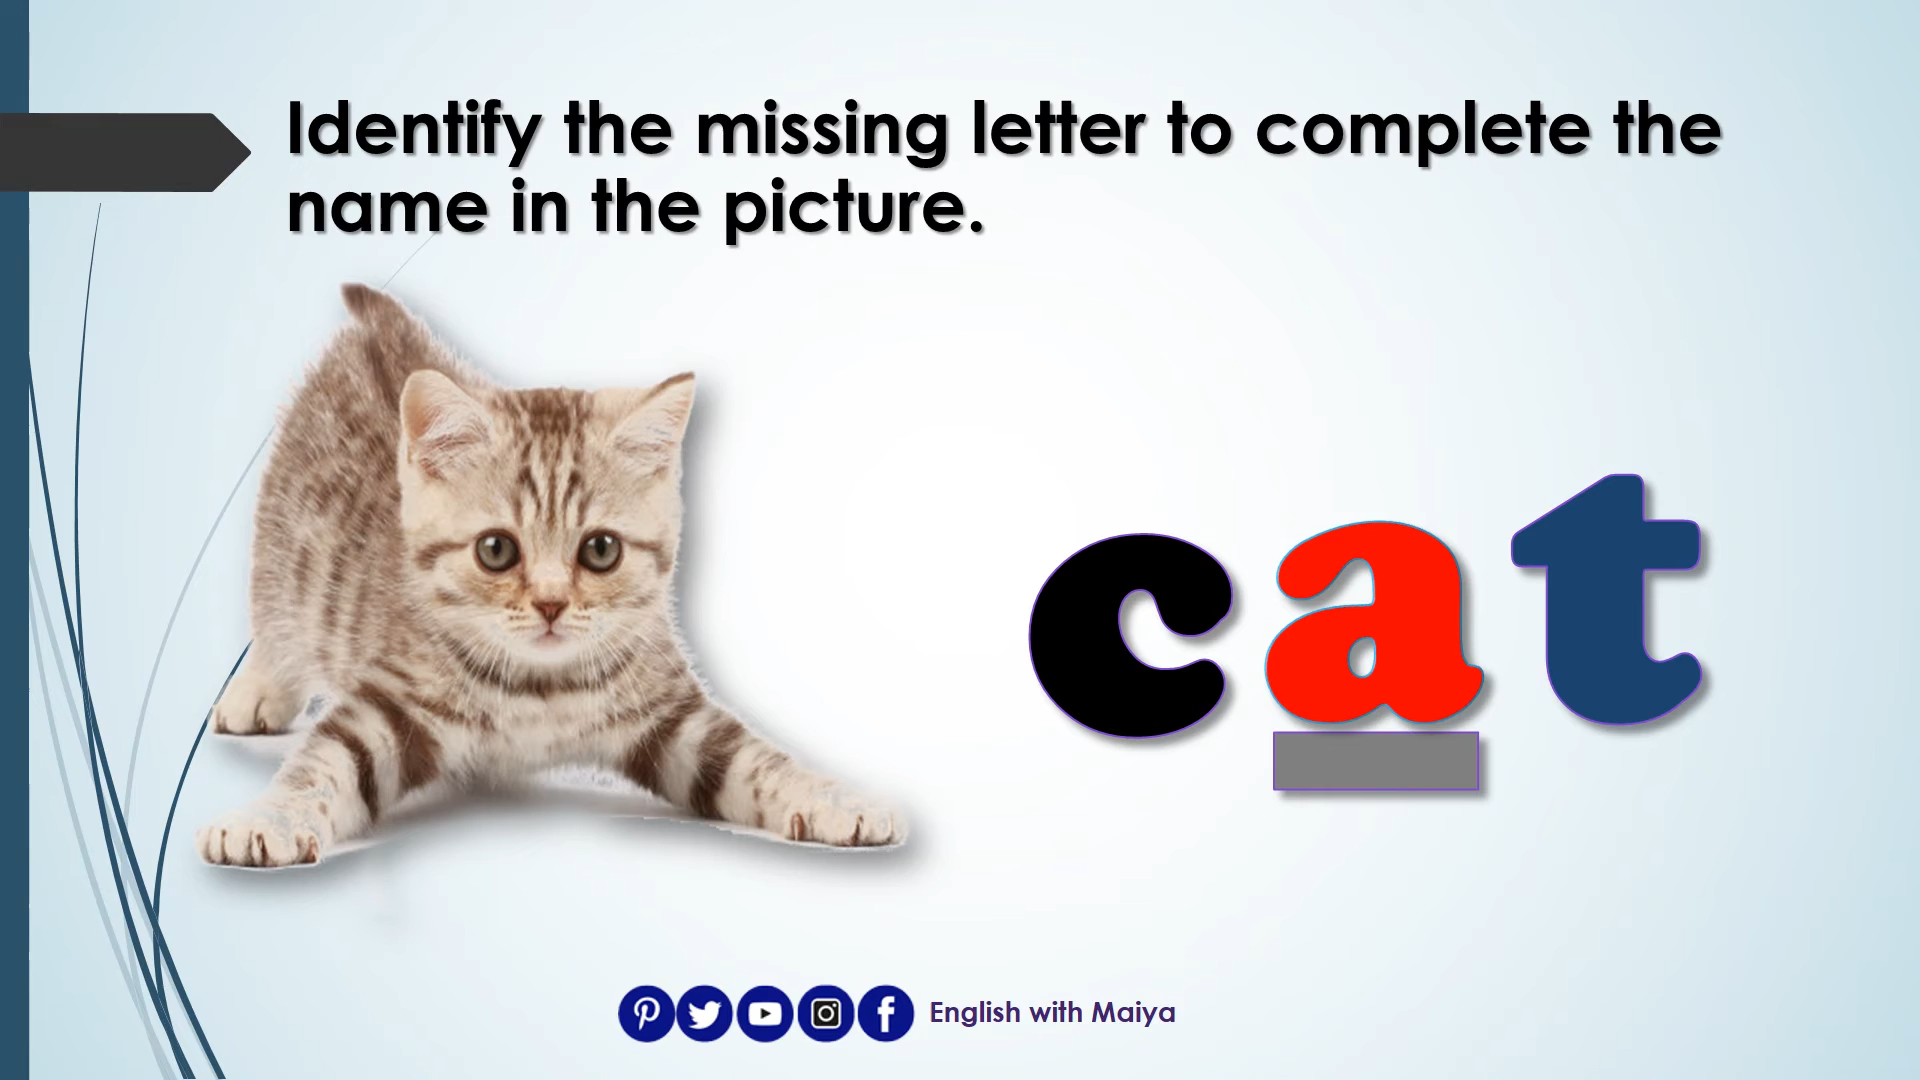 Identify the missing letter to complete the
name in the picture.
cat
English with Maiya